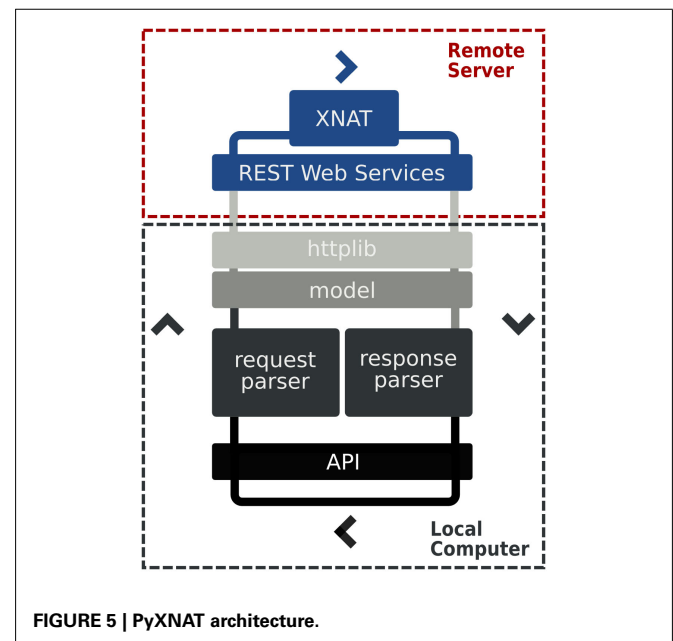 Remote
Server
XNAT
REST Web Services
httplib
model
request
parser
response
parser
API
Local
Computer
FIGURE 5 | PyXNAT architecture.